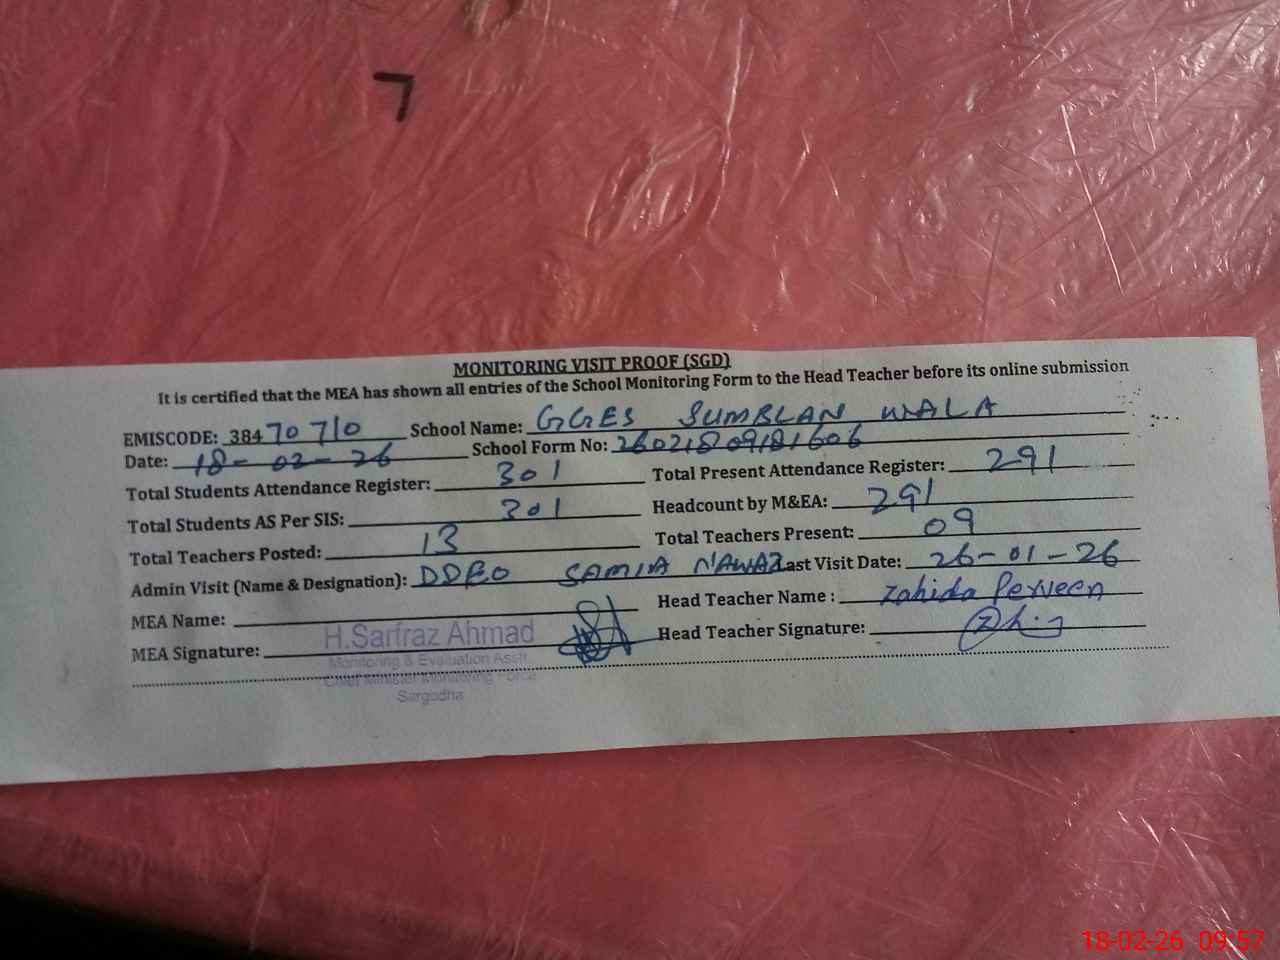 7
MONITORING VISIT PROOF (SGD)
It is certified that the MEA has shown all entries of the School Monitoring Form to the Head Teacher before its online submission
EMISCODE: 38470710 School Name: GGES SUMBLAN WALA
Date: 18-02-26 School Form No: 26021809181606
Total Students Attendance Register: 301 Total Present Attendance Register: 291
Total Students AS Per SIS: 301 Headcount by M&EA: 291
Total Teachers Posted: 13 Total Teachers Present: 09
Admin Visit (Name & Designation): DDEO SAMIA NAWAZ Last Visit Date: 26-01-26
MEA Name: Head Teacher Name : Zahida Perveen
MEA Signature: Head Teacher Signature:
H.Sarfraz Ahmad
Monitoring & Evaluation Asstt.
Chief Minister Monitoring Force
Sargodha
18-02-26 09:57